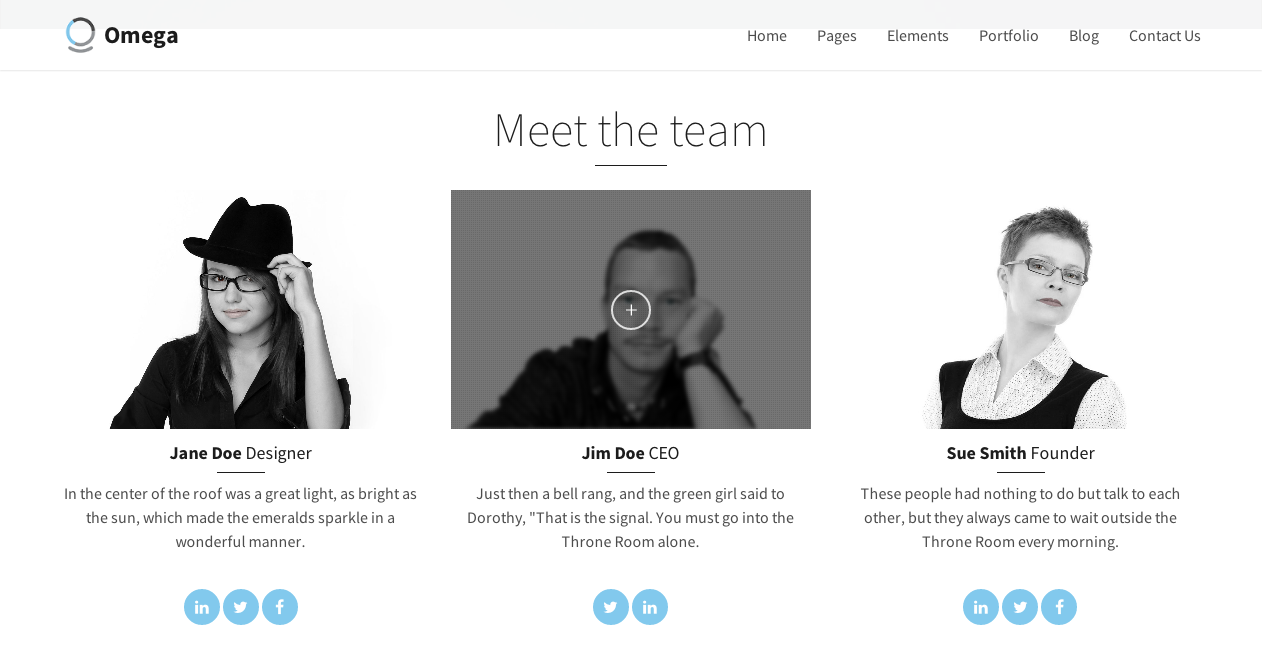 Omega
Home Pages Elements Portfolio Blog Contact Us
Meet the team
Jane Doe Designer
In the center of the roof was a great light, as bright as
the sun, which made the emeralds sparkle in a
wonderful manner.
Jim Doe CEO
Just then a bell rang, and the green girl said to
Dorothy, "That is the signal. You must go into the
Throne Room alone.
Sue Smith Founder
These people had nothing to do but talk to each
other, but they always came to wait outside the
Throne Room every morning.